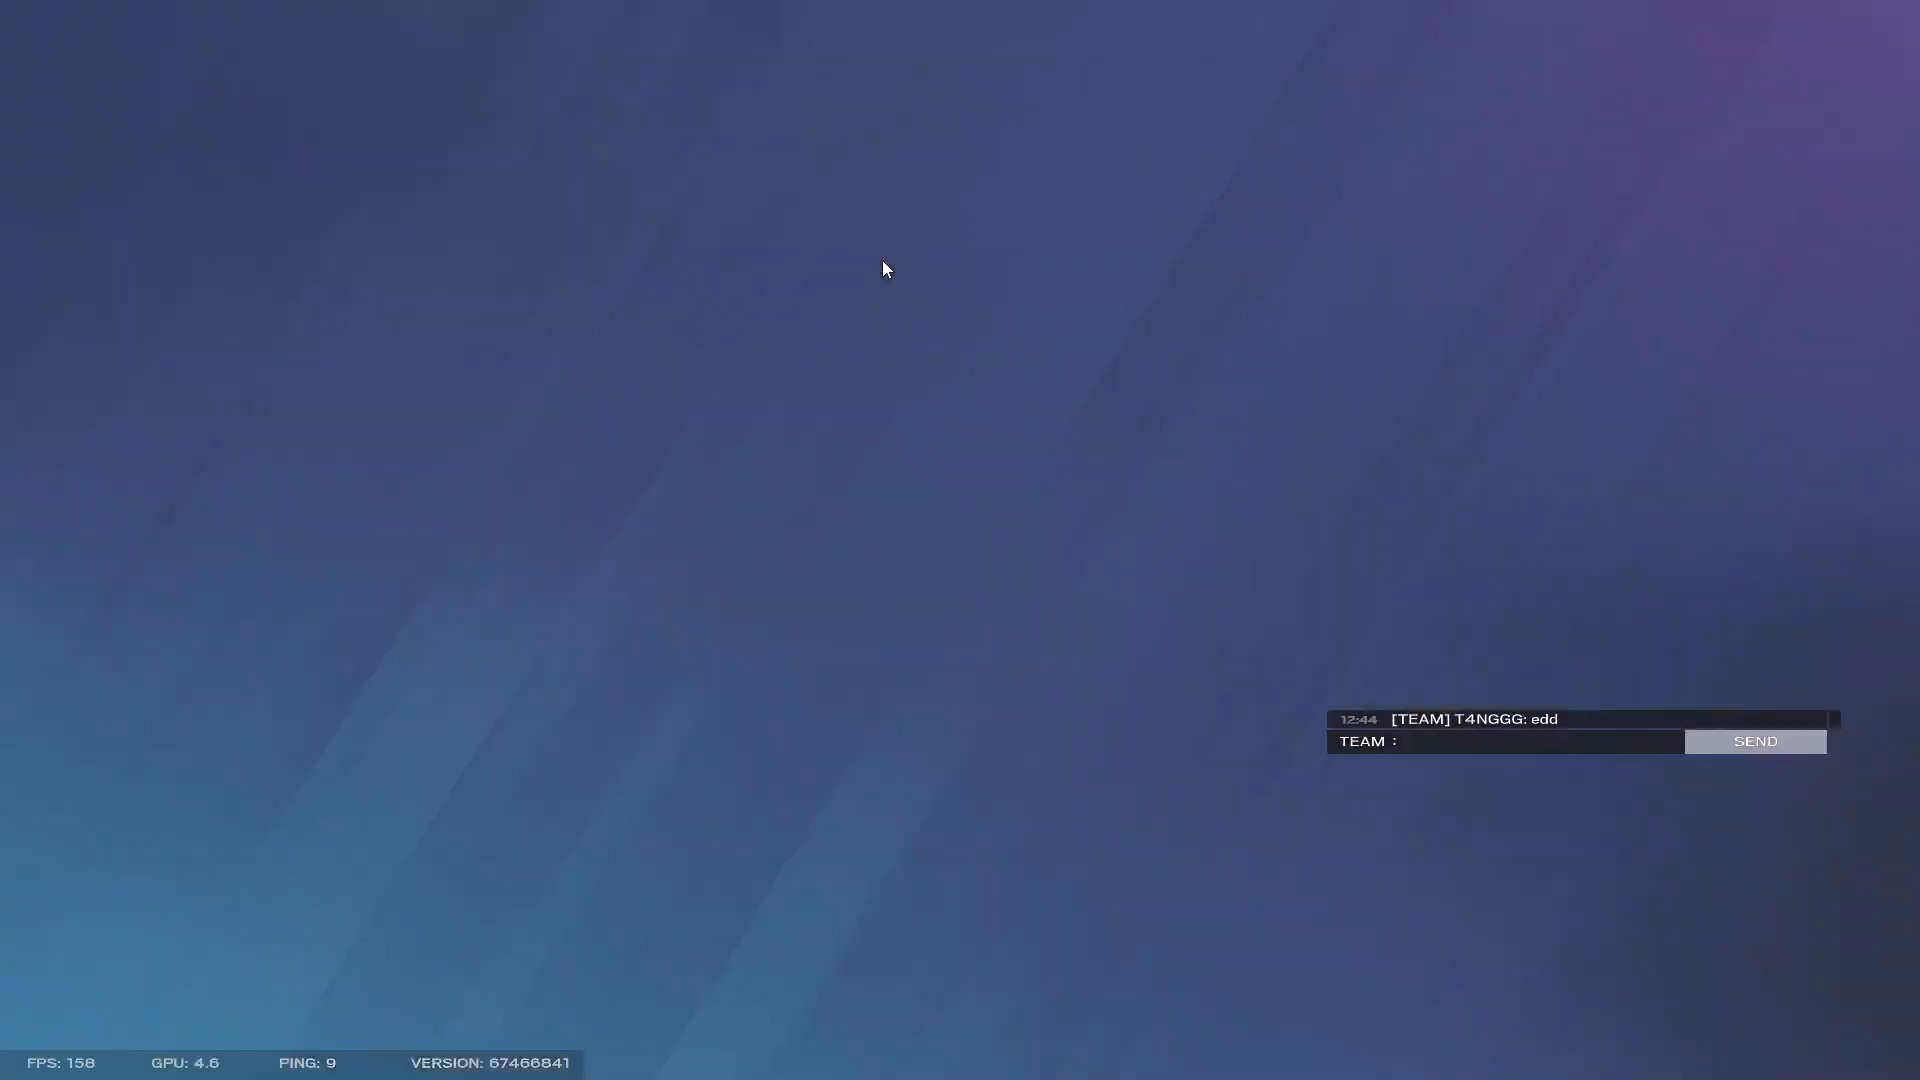 12:44 [TEAM] T4NGGG: edd
TEAM : SEND
FPS: 158 GPU: 4.6 PING: 9 VERSION: 67466841